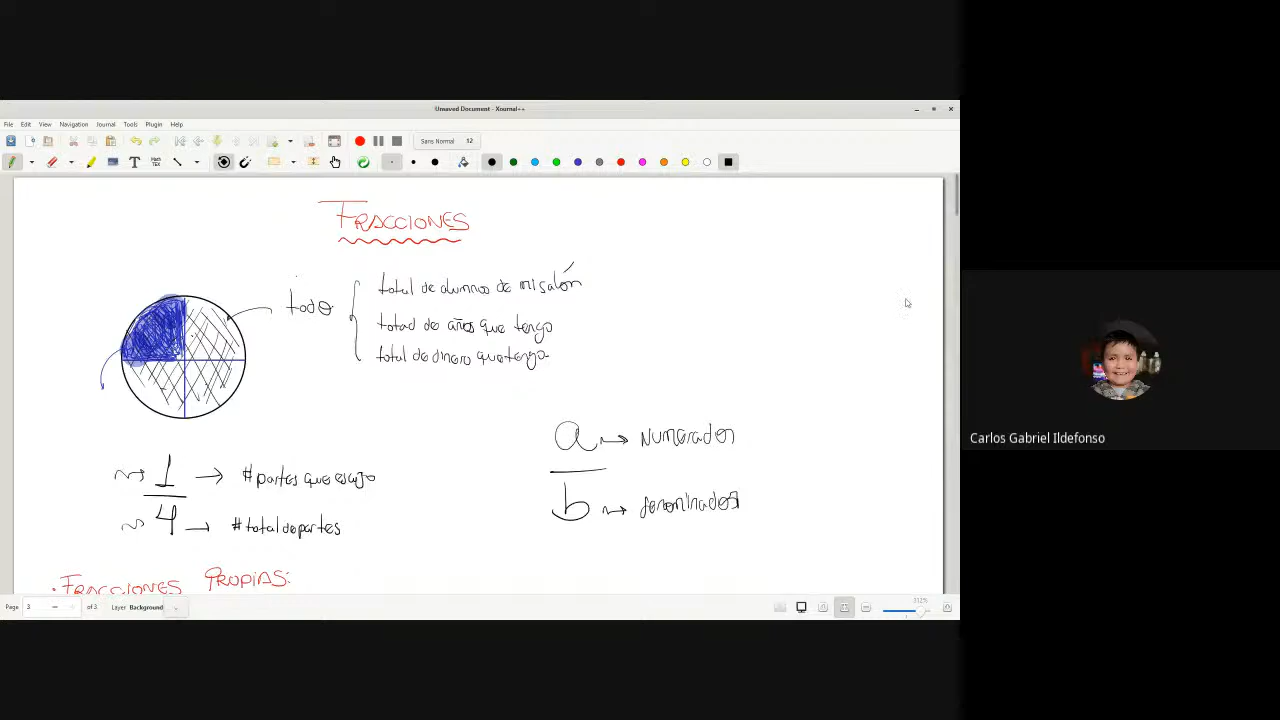 Unsaved Document - Xournal++
File Edit View Navigation Journal Tools Plugin Help
Sans Normal 12
FRACCIONES
todo
total de alumnos de mi salón
total de años que tengo
total de dinero que tengo
a → Numerador
b → denominador
1 → # partes que escojo
4 → # total de partes
• FRACCIONES PROPIAS:
Carlos Gabriel Ildefonso
Page 3 of 3 Layer Background
312%